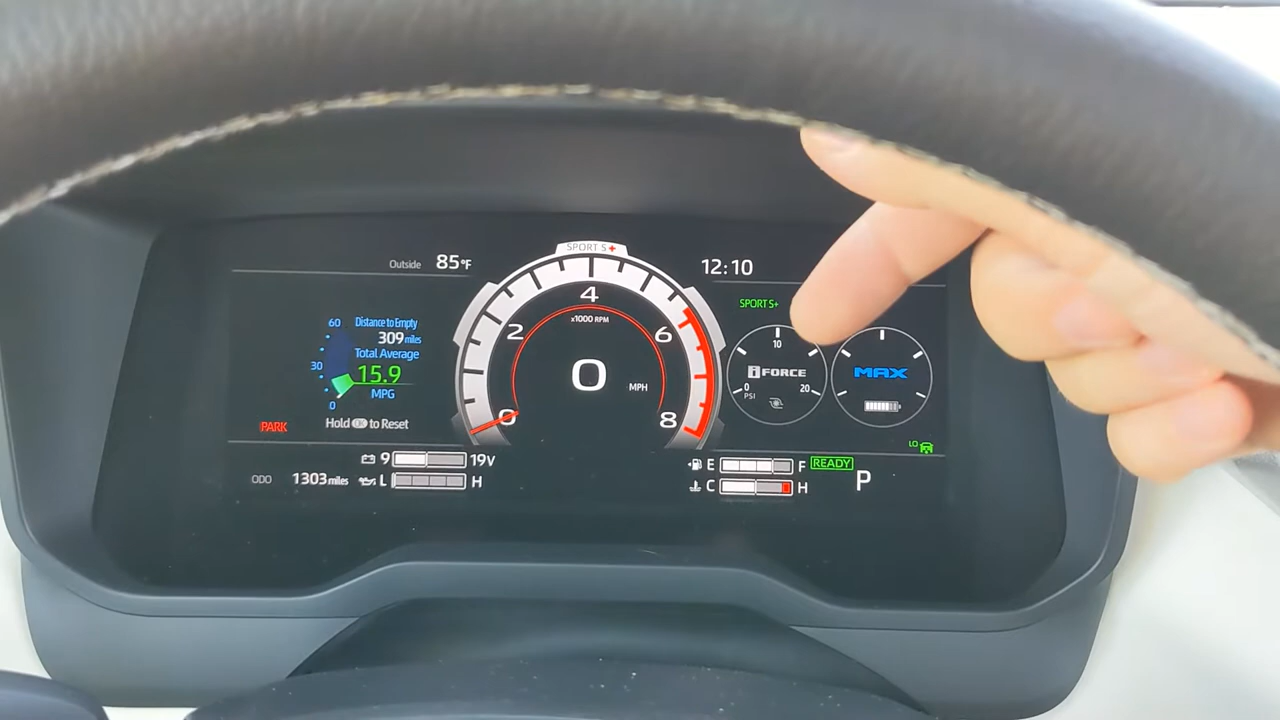 SPORT S+
Outside 85°F
12:10
SPORT S+
60
30
0
Distance to Empty
309 miles
Total Average
15.9
MPG
Hold OK to Reset
PARK
0
2
4
6
8
x1000 RPM
0 MPH
10
i FORCE
0
PSI
20
MAX
LO
9 19V
E F READY
ODO 1303 miles
L H
C H
P